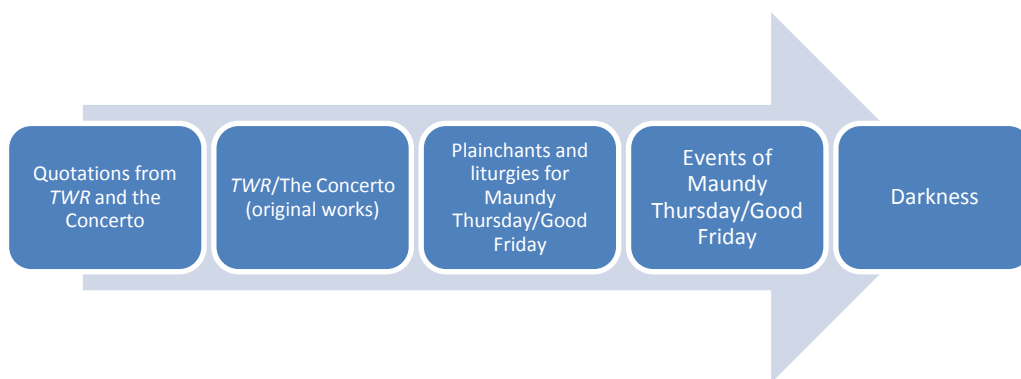 Quotations from
TWR and the
Concerto
TWR/The Concerto
(original works)
Plainchants and
liturgies for
Maundy
Thursday/Good
Friday
Events of
Maundy
Thursday/Good
Friday
Darkness